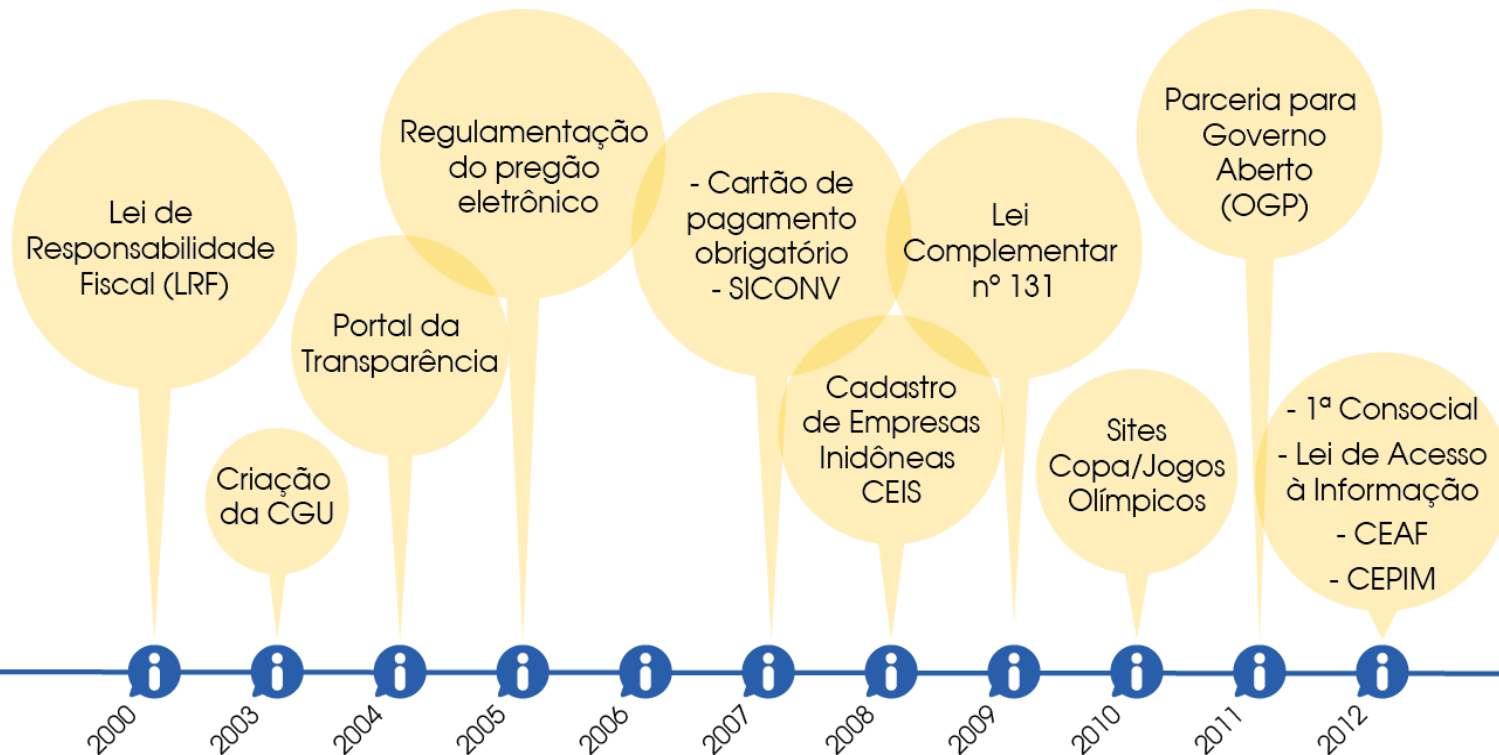 Lei de
Responsabilidade
Fiscal (LRF)
Criação
da CGU
Portal da
Transparência
Regulamentação
do pregão
eletrônico
- Cartão de
pagamento
obrigatório
- SICONV
Cadastro
de Empresas
Inidôneas
CEIS
Lei
Complementar
nº 131
Sites
Copa/Jogos
Olímpicos
Parceria para
Governo
Aberto
(OGP)
- 1ª Consocial
- Lei de Acesso
à Informação
- CEAF
- CEPIM
2000
2003
2004
2005
2006
2007
2008
2009
2010
2011
2012